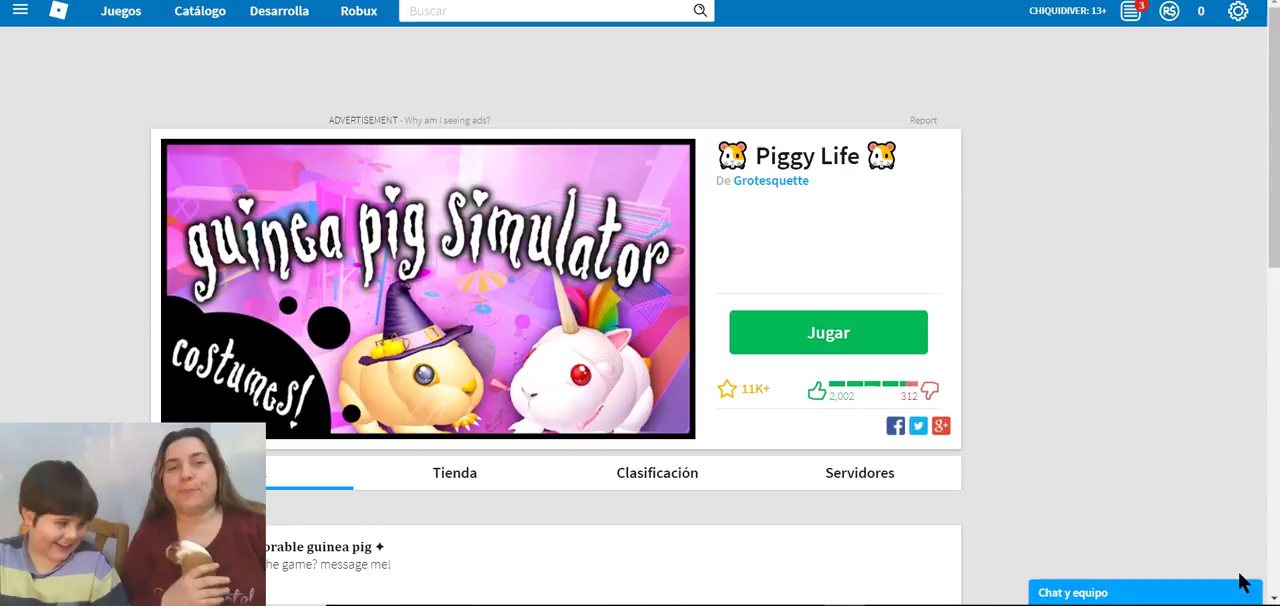 Juegos Catálogo Desarrolla Robux Buscar CHIQUIDIVER: 13+ 3 R$ 0
ADVERTISEMENT - Why am I seeing ads? Report
guinea pig simulator
costumes!
Piggy Life
De Grotesquette
Jugar
11K+ 2,002 312
Tienda Clasificación Servidores
orable guinea pig ✦
he game? message me!
Chat y equipo